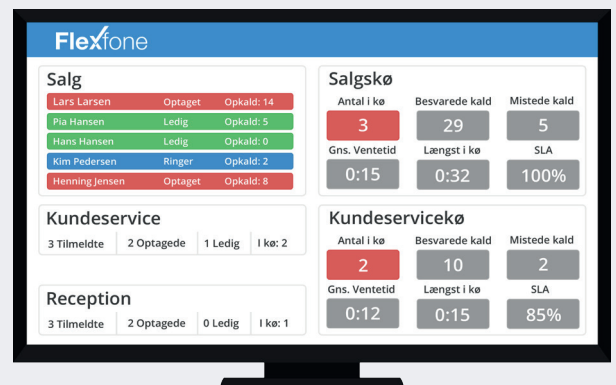 Flexfone
Salg
Lars Larsen Optaget Opkald: 14
Pia Hansen Ledig Opkald: 5
Hans Hansen Ledig Opkald: 0
Kim Pedersen Ringer Opkald: 2
Henning Jensen Optaget Opkald: 8
Kundeservice
3 Tilmeldte 2 Optagede 1 Ledig I kø: 2
Reception
3 Tilmeldte 2 Optagede 0 Ledig I kø: 1
Salgskø
Antal i kø Besvarede kald Mistede kald
3 29 5
Gns. Ventetid Længst i kø SLA
0:15 0:32 100%
Kundeservicekø
Antal i kø Besvarede kald Mistede kald
2 10 2
Gns. Ventetid Længst i kø SLA
0:12 0:15 85%